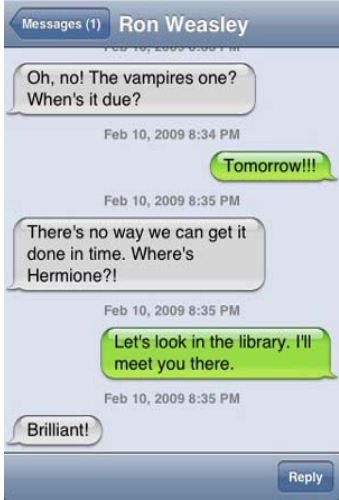 Messages (1) Ron Weasley
Oh, no! The vampires one?
When's it due?
Feb 10, 2009 8:34 PM
Tomorrow!!!
Feb 10, 2009 8:35 PM
There's no way we can get it
done in time. Where's
Hermione?!
Feb 10, 2009 8:35 PM
Let's look in the library. I'll
meet you there.
Feb 10, 2009 8:35 PM
Brilliant!
Reply